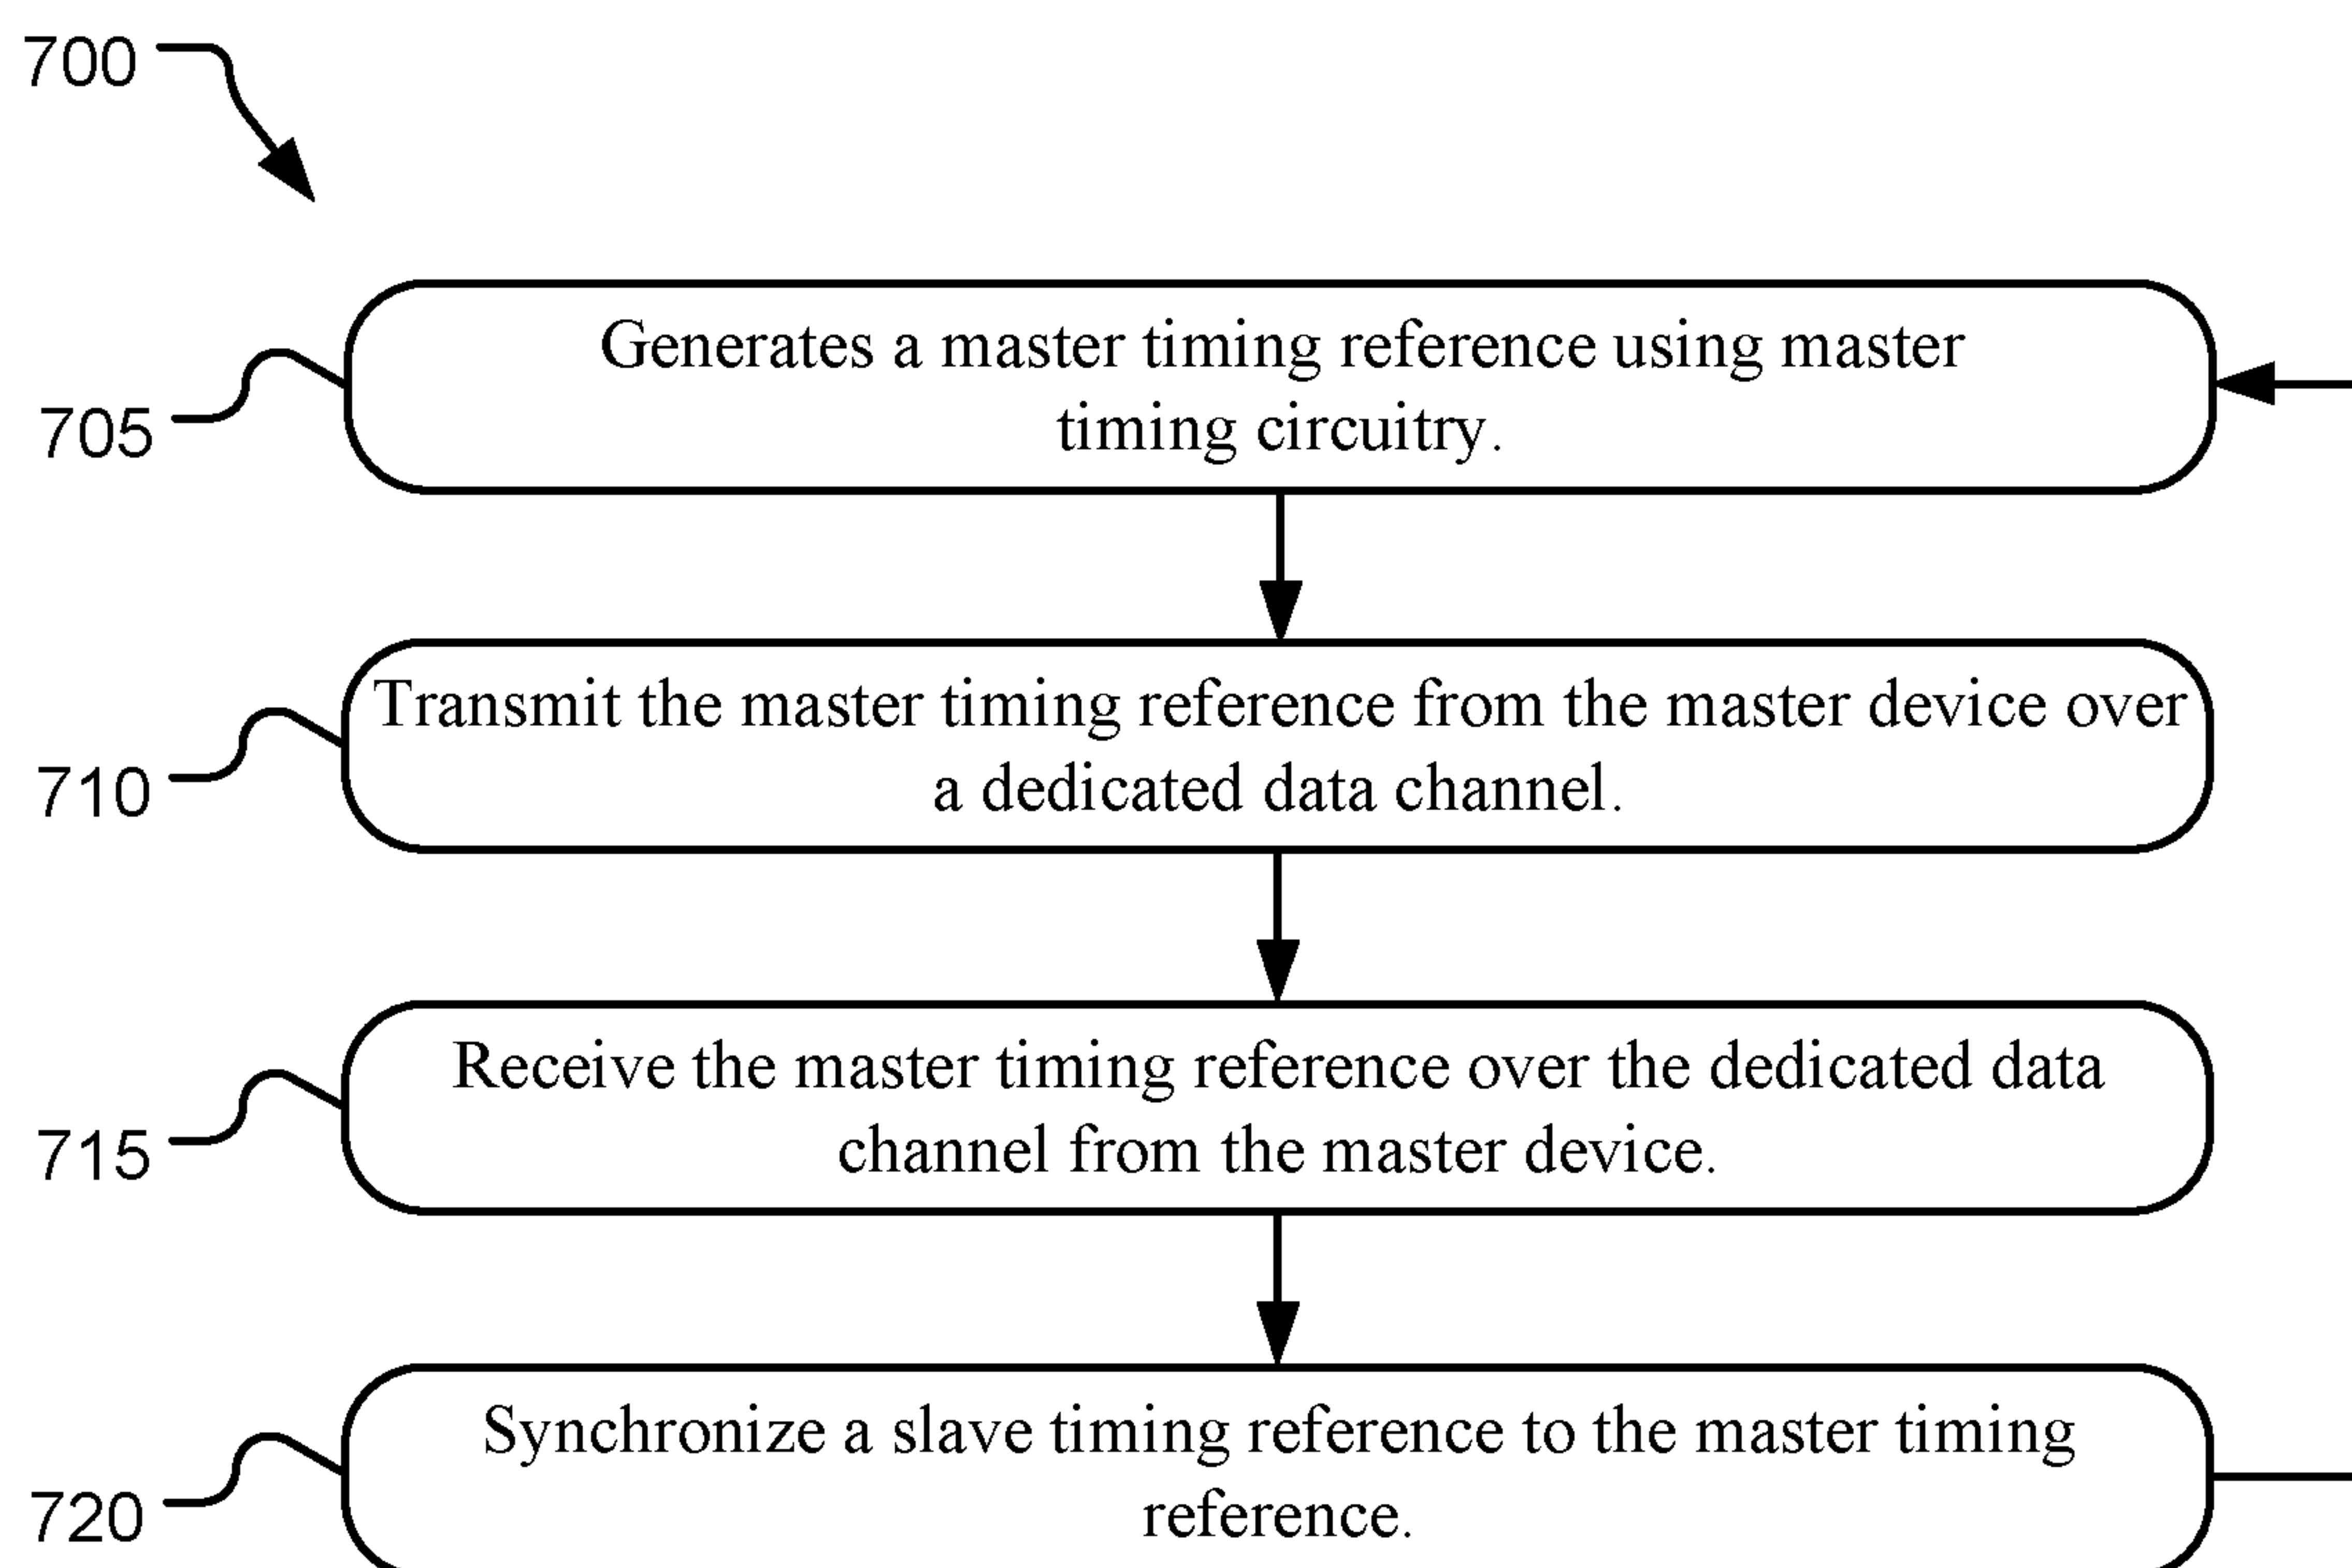 700
705
Generates a master timing reference using master
timing circuitry.
710
Transmit the master timing reference from the master device over
a dedicated data channel.
715
Receive the master timing reference over the dedicated data
channel from the master device.
720
Synchronize a slave timing reference to the master timing
reference.